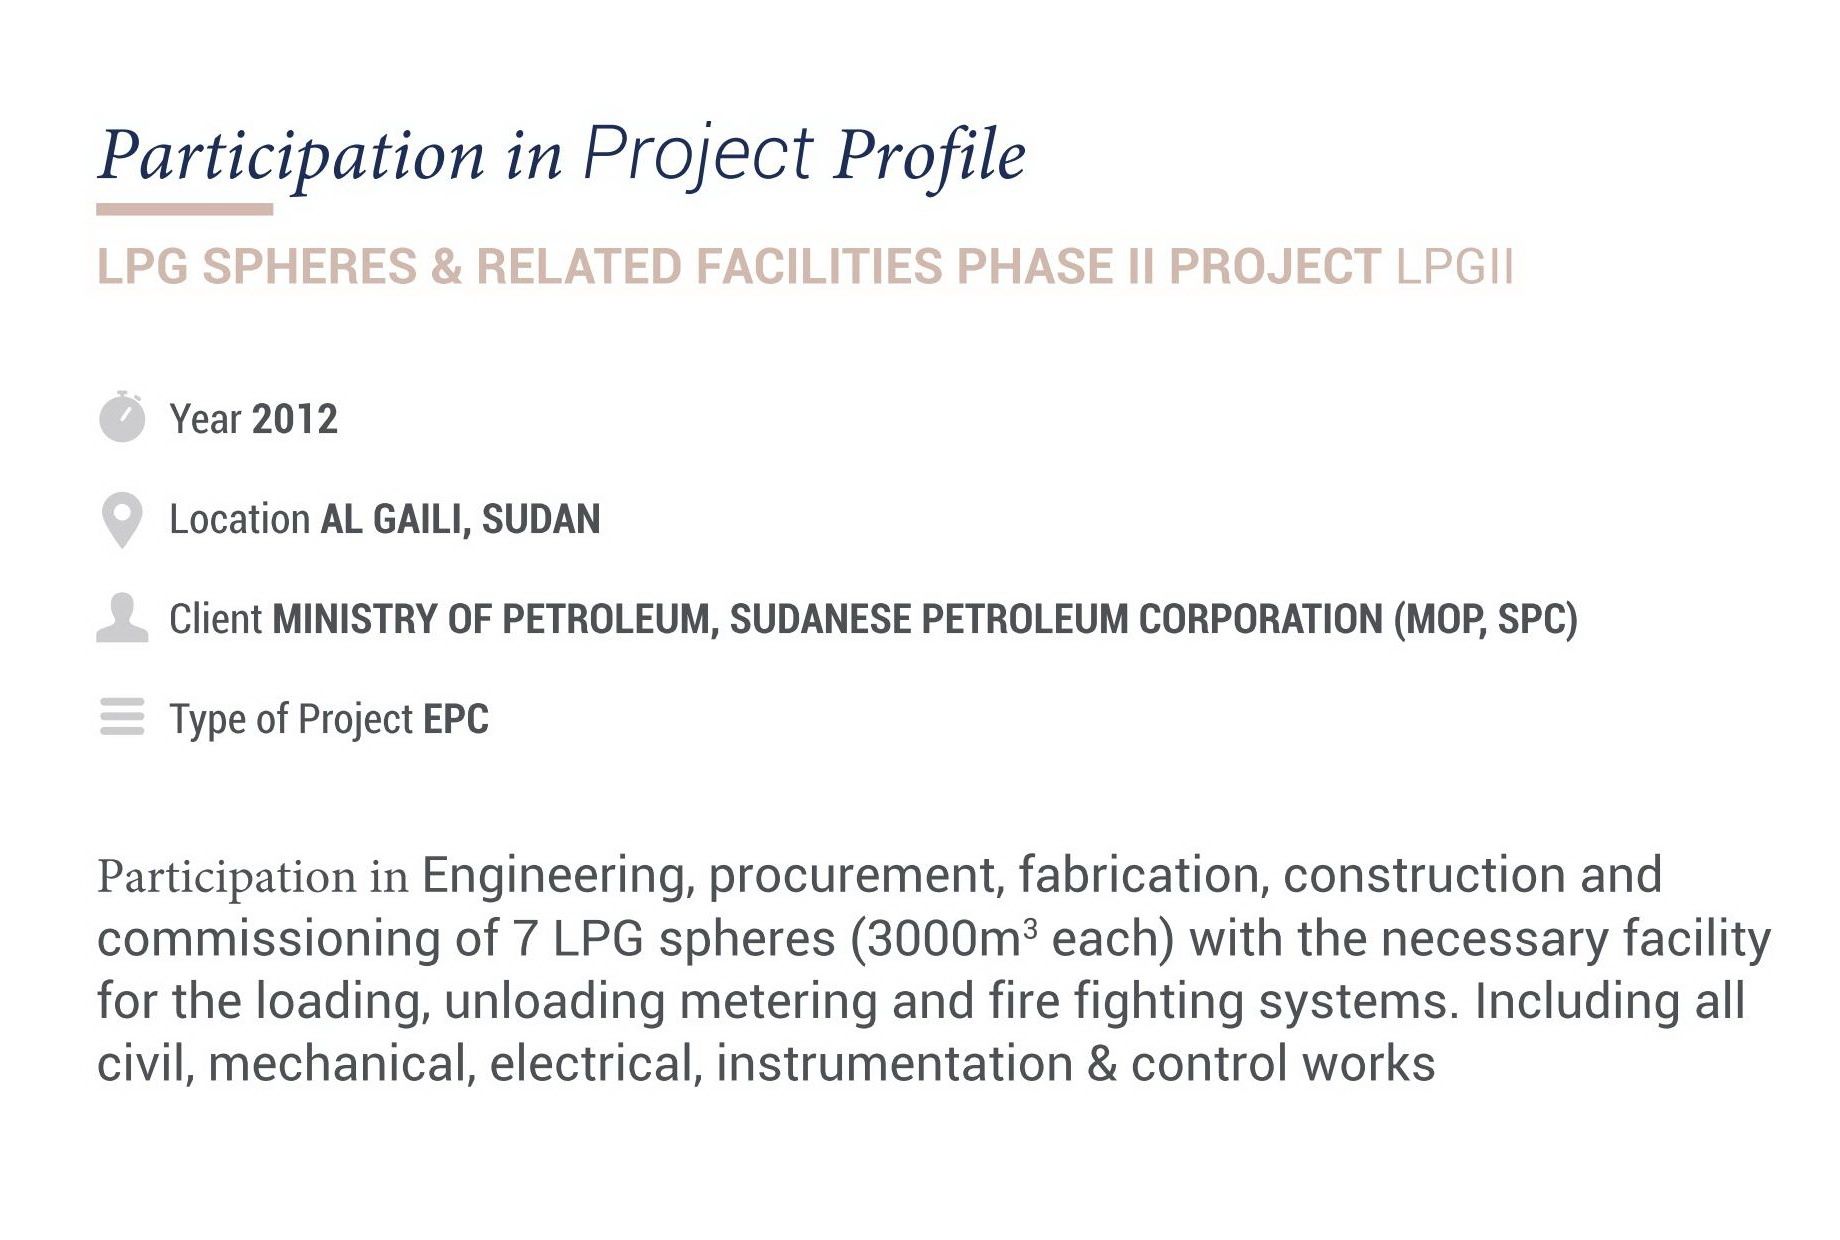 Participation in Project Profile
LPG SPHERES & RELATED FACILITIES PHASE II PROJECT LPGII
Year 2012
Location AL GAILI, SUDAN
Client MINISTRY OF PETROLEUM, SUDANESE PETROLEUM CORPORATION (MOP, SPC)
Type of Project EPC
Participation in Engineering, procurement, fabrication, construction and
commissioning of 7 LPG spheres (3000m³ each) with the necessary facility
for the loading, unloading metering and fire fighting systems. Including all
civil, mechanical, electrical, instrumentation & control works